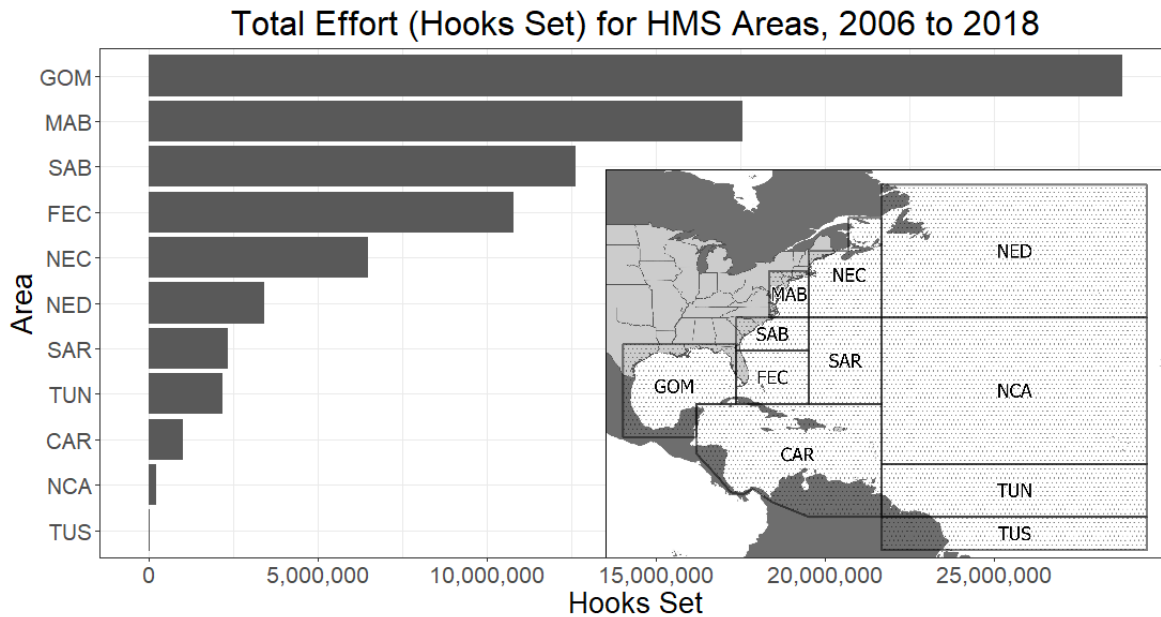 Total Effort (Hooks Set) for HMS Areas, 2006 to 2018
Area
GOM
MAB
SAB
FEC
NEC
NED
SAR
TUN
CAR
NCA
TUS
NED
NEC
MAB
SAB
SAR
FEC
GOM
NCA
CAR
TUN
TUS
0 5,000,000 10,000,000 15,000,000 20,000,000 25,000,000
Hooks Set